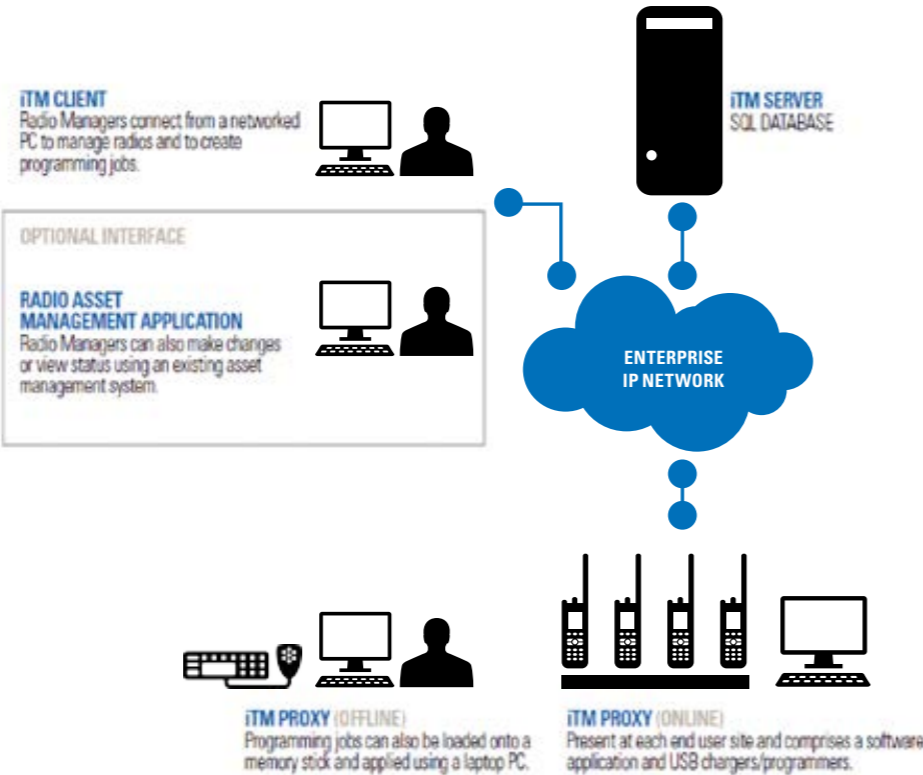 iTM CLIENT
Radio Managers connect from a networked
PC to manage radios and to create
programming jobs.
iTM SERVER
SQL DATABASE
OPTIONAL INTERFACE
RADIO ASSET
MANAGEMENT APPLICATION
Radio Managers can also make changes
or view status using an existing asset
management system.
ENTERPRISE
IP NETWORK
iTM PROXY (OFFLINE)
Programming jobs can also be loaded onto a
memory stick and applied using a laptop PC.
iTM PROXY (ONLINE)
Present at each end user site and comprises a software
application and USB chargers/programmers.